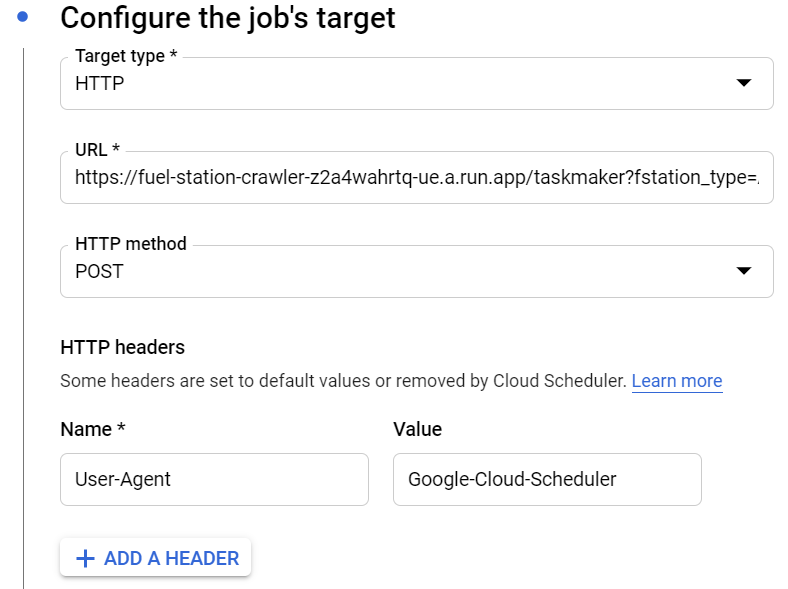 Configure the job's target
Target type *
HTTP
URL *
https://fuel-station-crawler-z2a4wahrtq-ue.a.run.app/taskmaker?fstation_type=
HTTP method
POST
HTTP headers
Some headers are set to default values or removed by Cloud Scheduler. Learn more
Name * Value
User-Agent Google-Cloud-Scheduler
+ ADD A HEADER